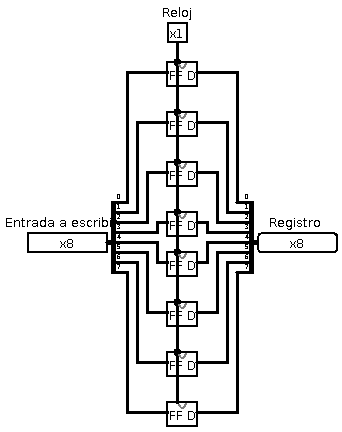 Reloj
x1
FF D
FF D
0
1
2
3
4
5
6
7
FF D
Entrada a escribi
x8
FF D
0
1
2
3
4
5
6
7
Registro
x8
FF D
FF D
FF D
FF D